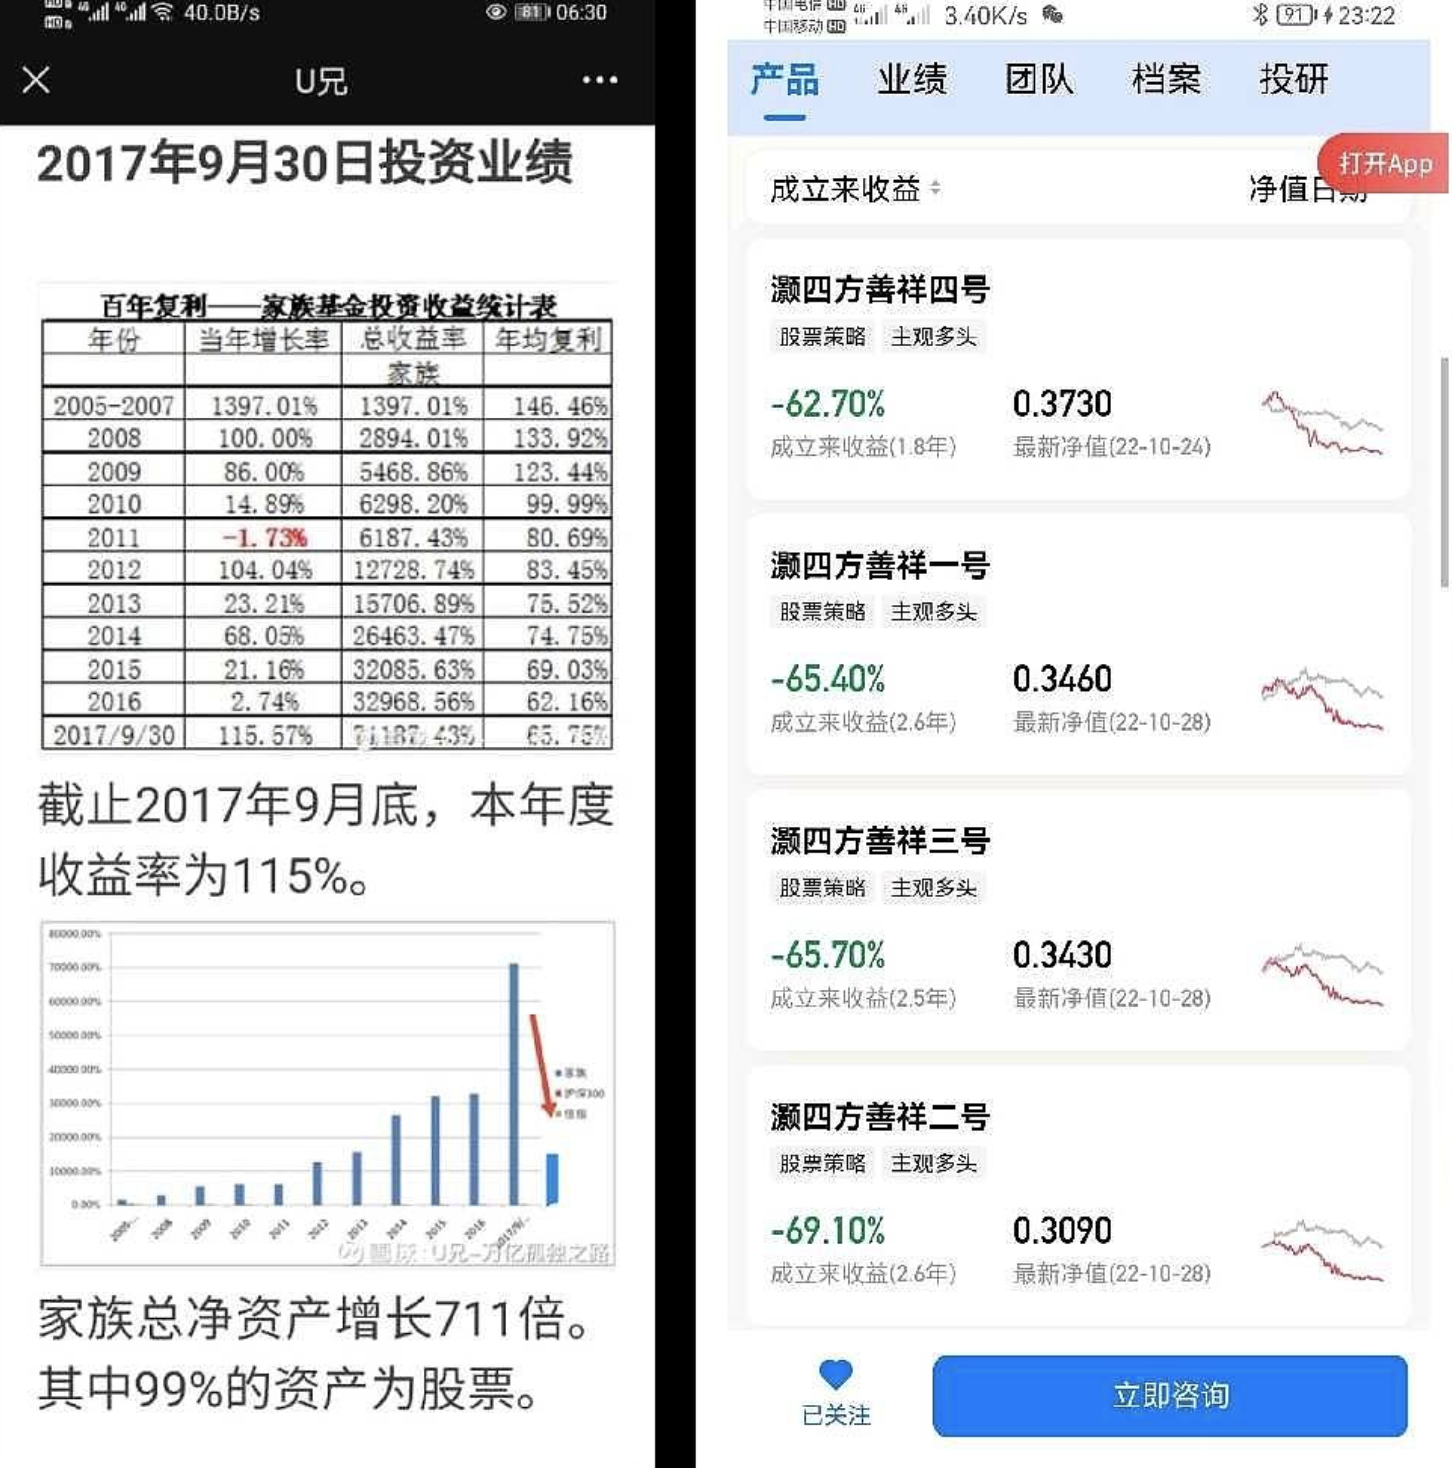 40.0B/s
81 06:30
U兄
2017年9月30日投资业绩
百年复利——家族基金投资收益统计表
年份 当年增长率 总收益率 年均复利
家族
2005-2007 1397.01% 1397.01% 146.46%
2008 100.00% 2894.01% 133.92%
2009 86.00% 5468.86% 123.44%
2010 14.89% 6298.20% 99.99%
2011 -1.73% 6187.43% 80.69%
2012 104.04% 12728.74% 83.45%
2013 23.21% 15706.89% 75.52%
2014 68.05% 26463.47% 74.75%
2015 21.16% 32085.63% 69.03%
2016 2.74% 32968.56% 62.16%
2017/9/30 115.57% 71187.43% 65.75%
截止2017年9月底，本年度
收益率为115%。
80000.00%
70000.00%
60000.00%
50000.00%
40000.00%
30000.00%
20000.00%
10000.00%
0.00%
家族
沪深300
恒指
2008
2009
2010
2011
2012
2013
2014
2015
2016
2017/9/...
U兄-万亿孤独之路
家族总净资产增长711倍。
其中99%的资产为股票。
中国电信 HD
中国移动 HD
4G 4G 3.40K/s
91 23:22
产品 业绩 团队 档案 投研
打开App
成立来收益 净值日期
灏四方善祥四号
股票策略 主观多头
-62.70% 0.3730
成立来收益(1.8年) 最新净值(22-10-24)
灏四方善祥一号
股票策略 主观多头
-65.40% 0.3460
成立来收益(2.6年) 最新净值(22-10-28)
灏四方善祥三号
股票策略 主观多头
-65.70% 0.3430
成立来收益(2.5年) 最新净值(22-10-28)
灏四方善祥二号
股票策略 主观多头
-69.10% 0.3090
成立来收益(2.6年) 最新净值(22-10-28)
已关注
立即咨询